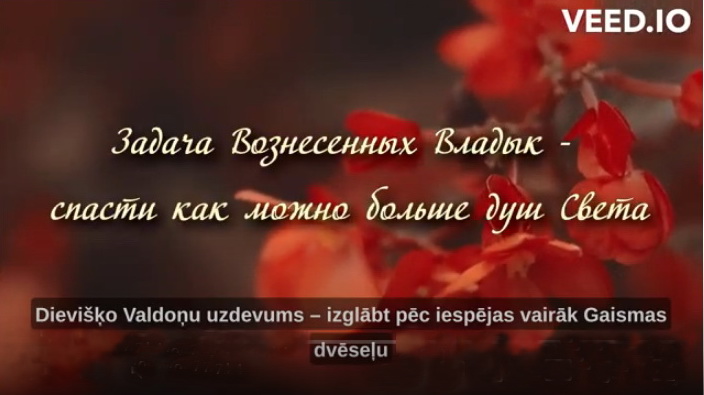 VEED.IO
Задача Вознесенных Владык -
спасти как можно больше душ Света
Dievišķo Valdoņu uzdevums – izglābt pēc iespējas vairāk Gaismas
dvēseļu